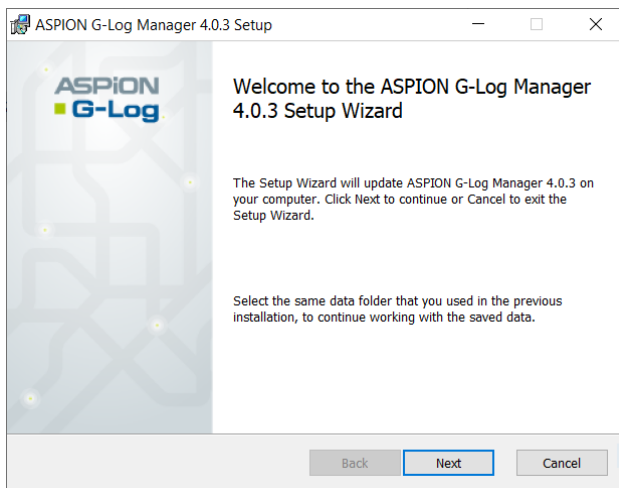 ASPION G-Log Manager 4.0.3 Setup
ASPION
G-Log
Welcome to the ASPION G-Log Manager
4.0.3 Setup Wizard
The Setup Wizard will update ASPION G-Log Manager 4.0.3 on
your computer. Click Next to continue or Cancel to exit the
Setup Wizard.
Select the same data folder that you used in the previous
installation, to continue working with the saved data.
Back
Next
Cancel